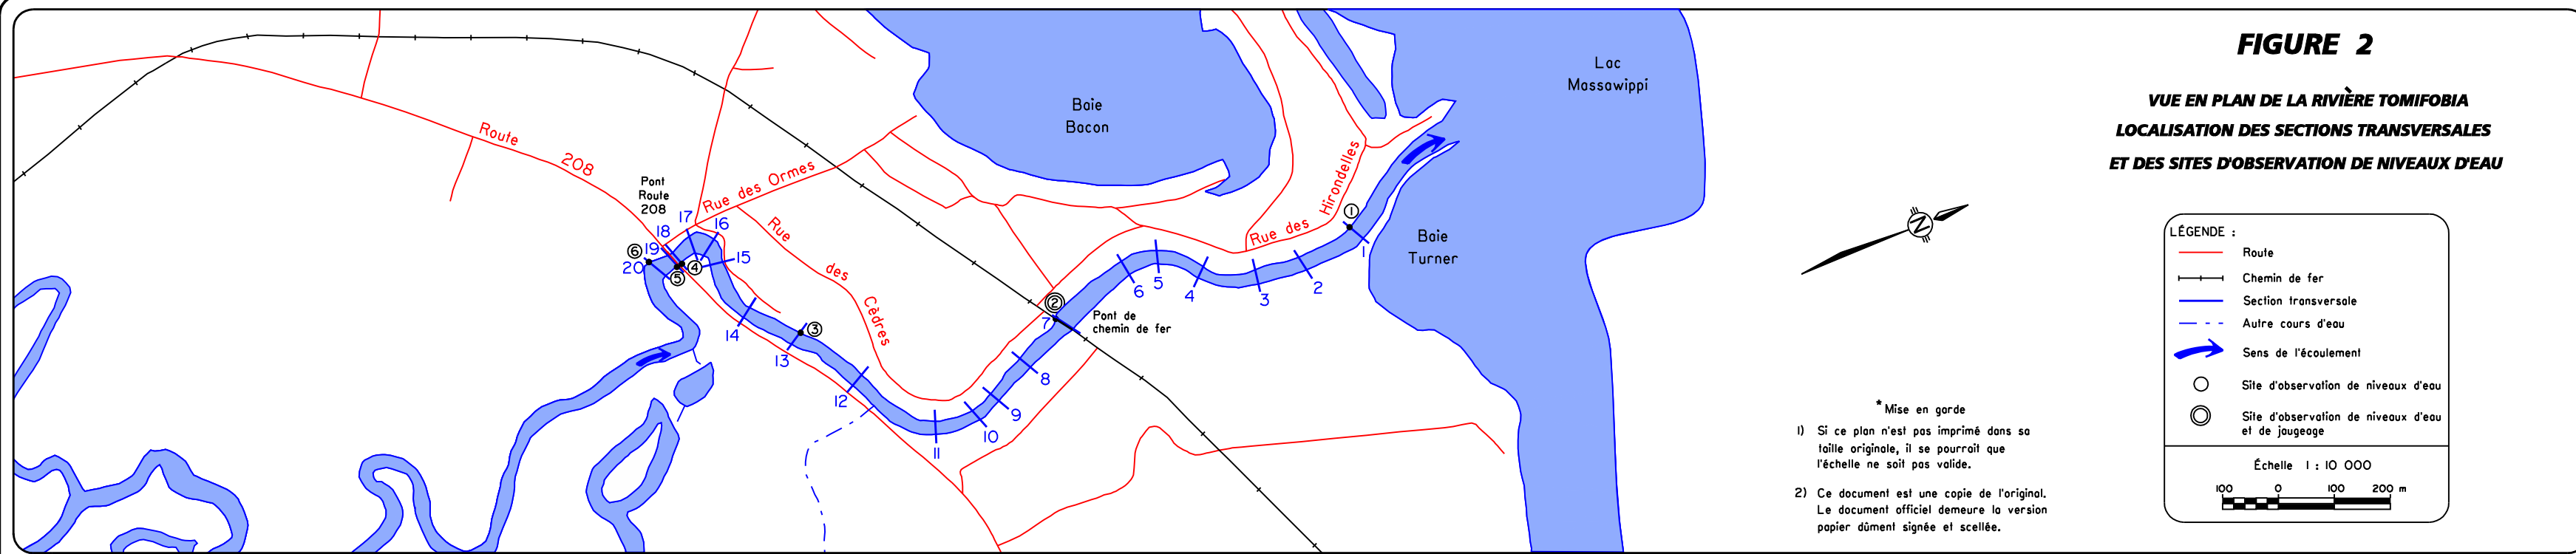 FIGURE 2
VUE EN PLAN DE LA RIVIÈRE TOMIFOBIA
LOCALISATION DES SECTIONS TRANSVERSALES
ET DES SITES D'OBSERVATION DE NIVEAUX D'EAU
Lac
Massawippi
Baie
Bacon
Baie
Turner
Route
208
Pont
Route
208
Rue des Ormes
Rue
des
Cèdres
Rue des
Hirondelles
Pont de
chemin de fer
1
2
3
4
5
6
1
2
3
4
5
6
7
8
9
10
11
12
13
14
15
16
17
18
19
20
N
* Mise en garde
1) Si ce plan n'est pas imprimé dans sa
taille originale, il se pourrait que
l'échelle ne soit pas valide.
2) Ce document est une copie de l'original.
Le document officiel demeure la version
papier dûment signée et scellée.
LÉGENDE :
Route
Chemin de fer
Section transversale
Autre cours d'eau
Sens de l'écoulement
Site d'observation de niveaux d'eau
Site d'observation de niveaux d'eau
et de jaugeage
Échelle 1 : 10 000
100 0 100 200 m